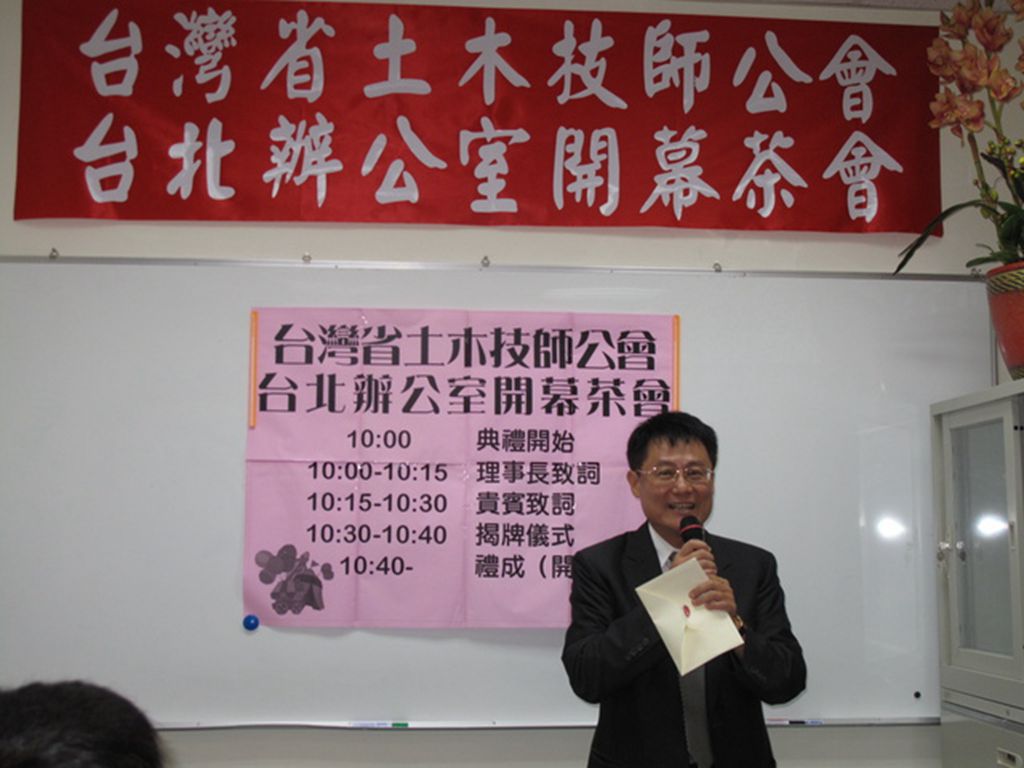 台灣省土木技師公會
台北辦公室開幕茶會
台灣省土木技師公會
台北辦公室開幕茶會
10:00 典禮開始
10:00-10:15 理事長致詞
10:15-10:30 貴賓致詞
10:30-10:40 揭牌儀式
10:40- 禮成（開